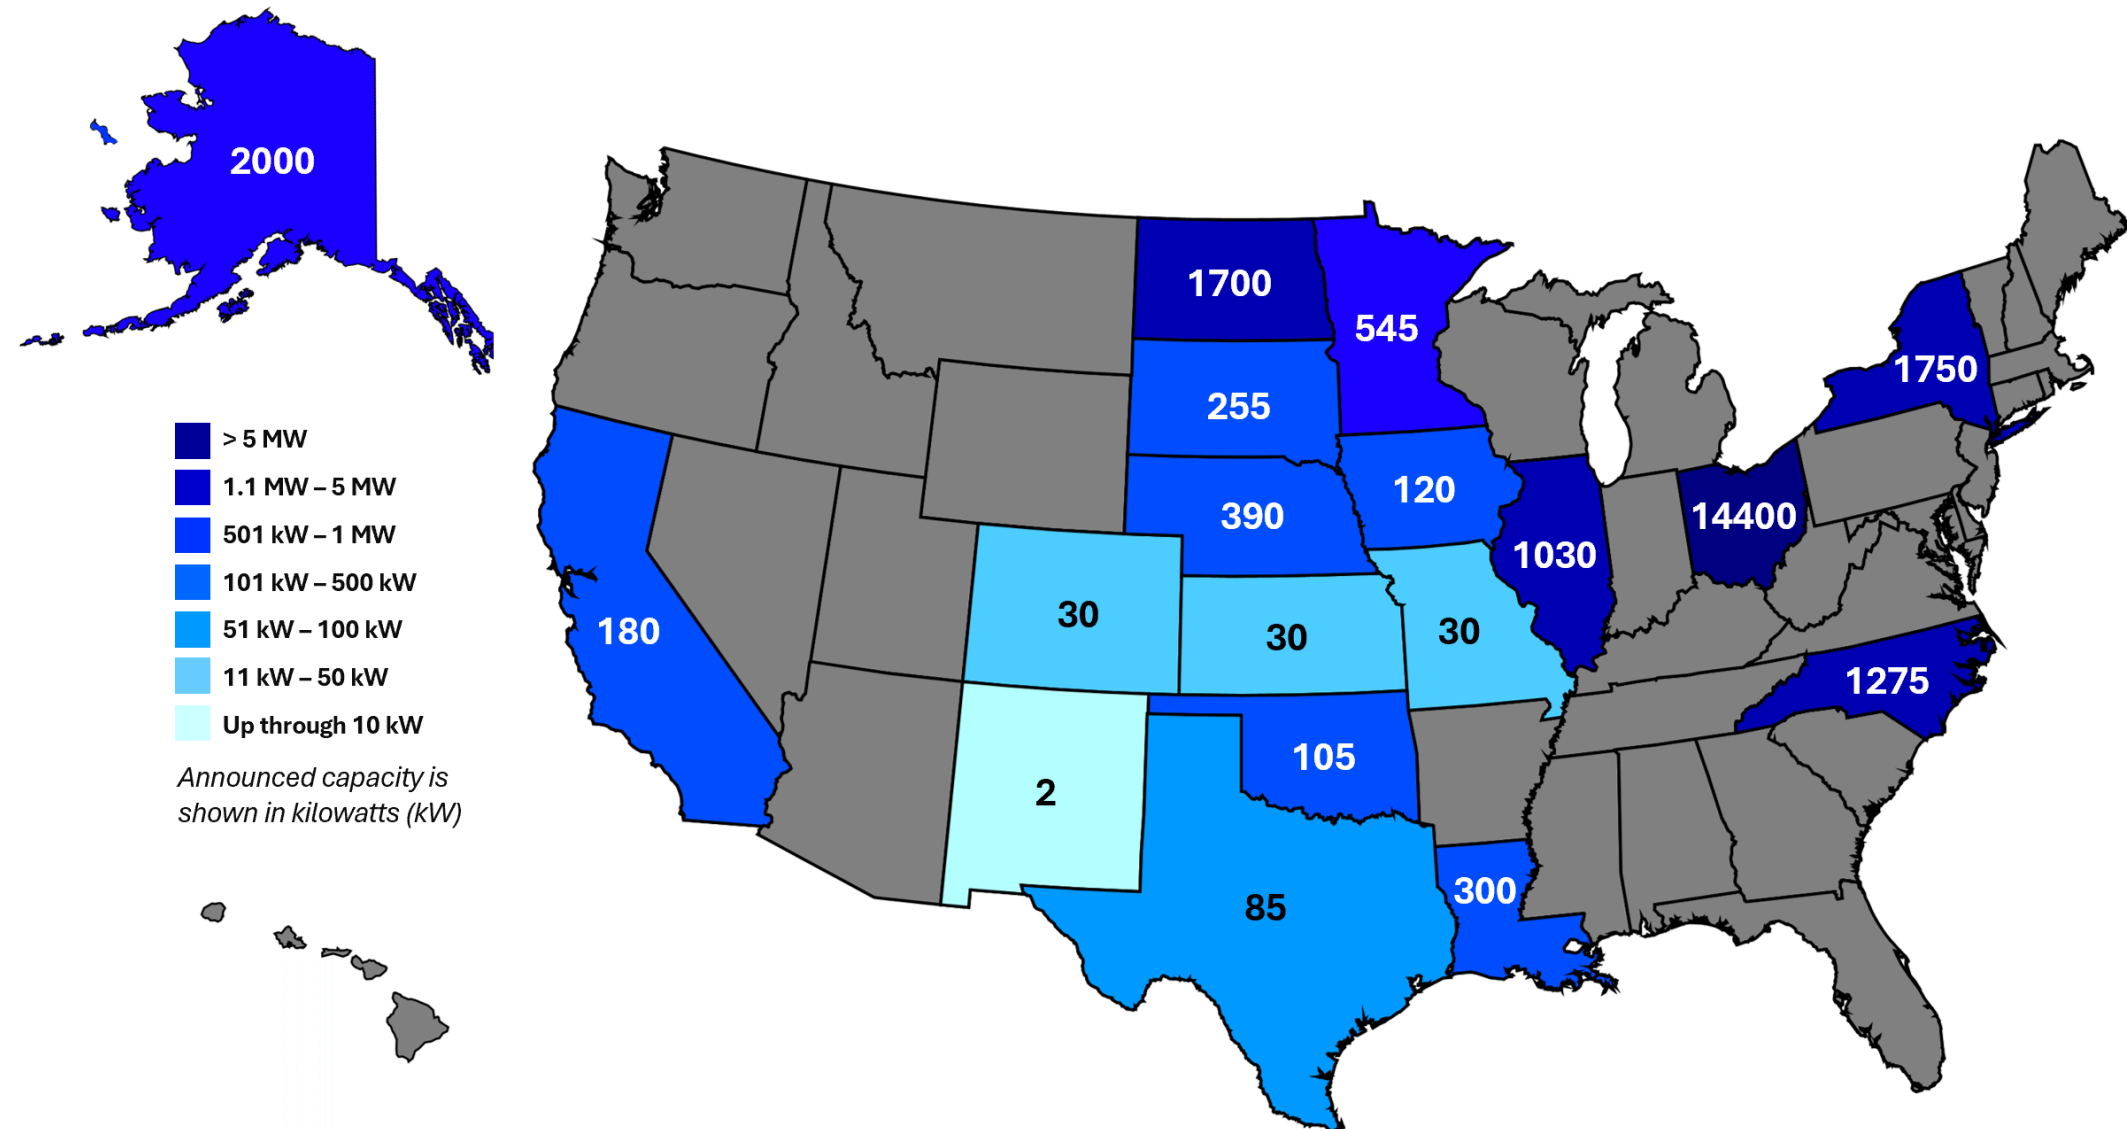 2000
1700
545
1750
255
120
390
14400
1030
180
30
30
30
1275
105
2
300
85
> 5 MW
1.1 MW – 5 MW
501 kW – 1 MW
101 kW – 500 kW
51 kW – 100 kW
11 kW – 50 kW
Up through 10 kW
Announced capacity is
shown in kilowatts (kW)